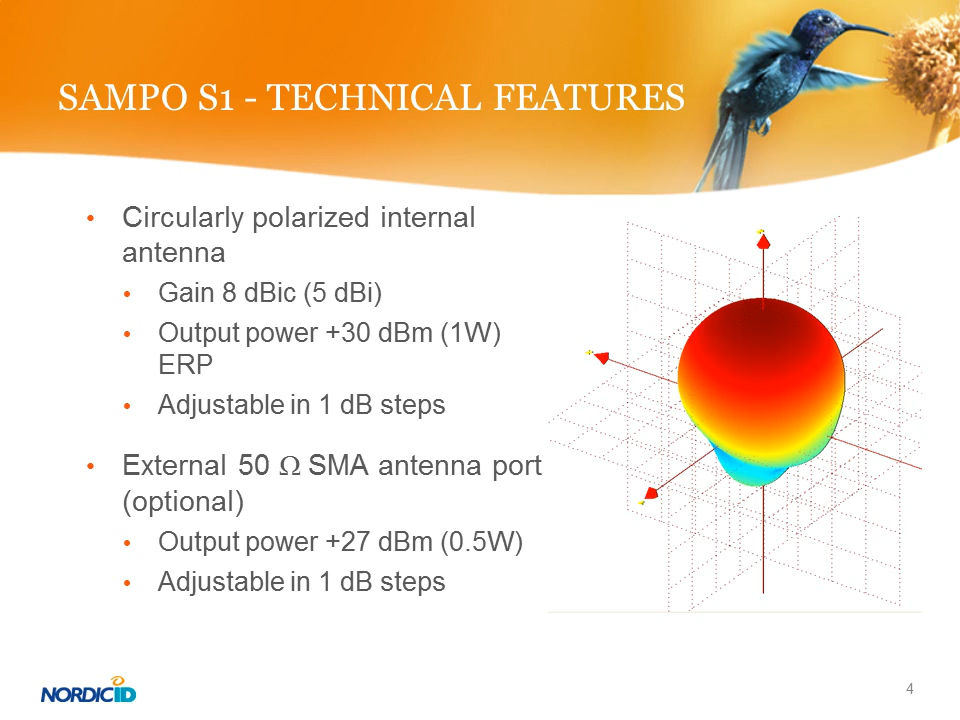 SAMPO S1 - TECHNICAL FEATURES
• Circularly polarized internal
antenna
• Gain 8 dBic (5 dBi)
• Output power +30 dBm (1W)
ERP
• Adjustable in 1 dB steps
• External 50 Ω SMA antenna port
(optional)
• Output power +27 dBm (0.5W)
• Adjustable in 1 dB steps
NORDICID
4